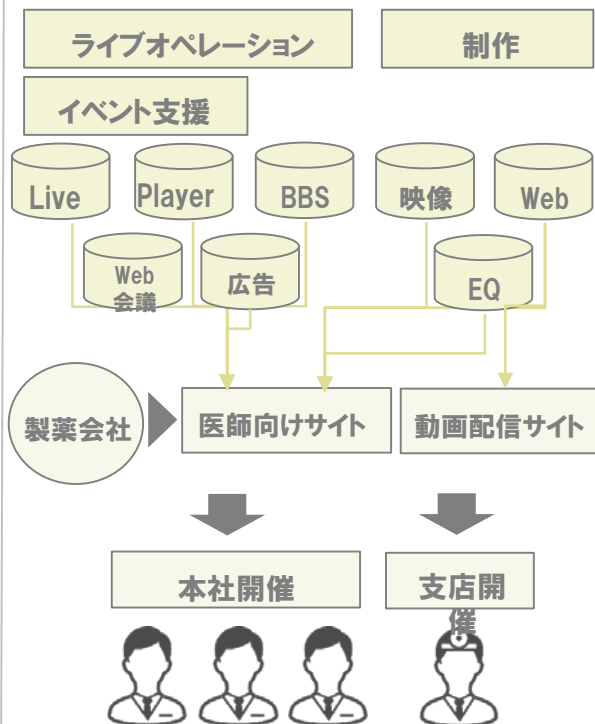 ライブオペレーション
制作
イベント支援
Live
Player
BBS
映像
Web
Web
会議
広告
EQ
製薬会社
医師向けサイト
動画配信サイト
本社開催
支店開
催